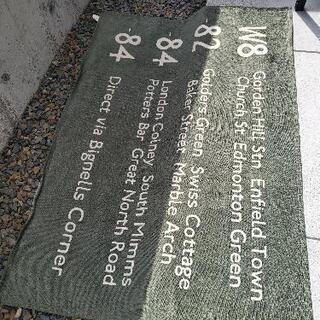 W8
Gordon Hill Stn Enfield Town
Church St Edmonton Green
82
Golders Green Swiss Cottage
Baker Street Marble Arch
84
London Colney South Mimms
Potters Bar Great North Road
84
Direct via Bignells Corner